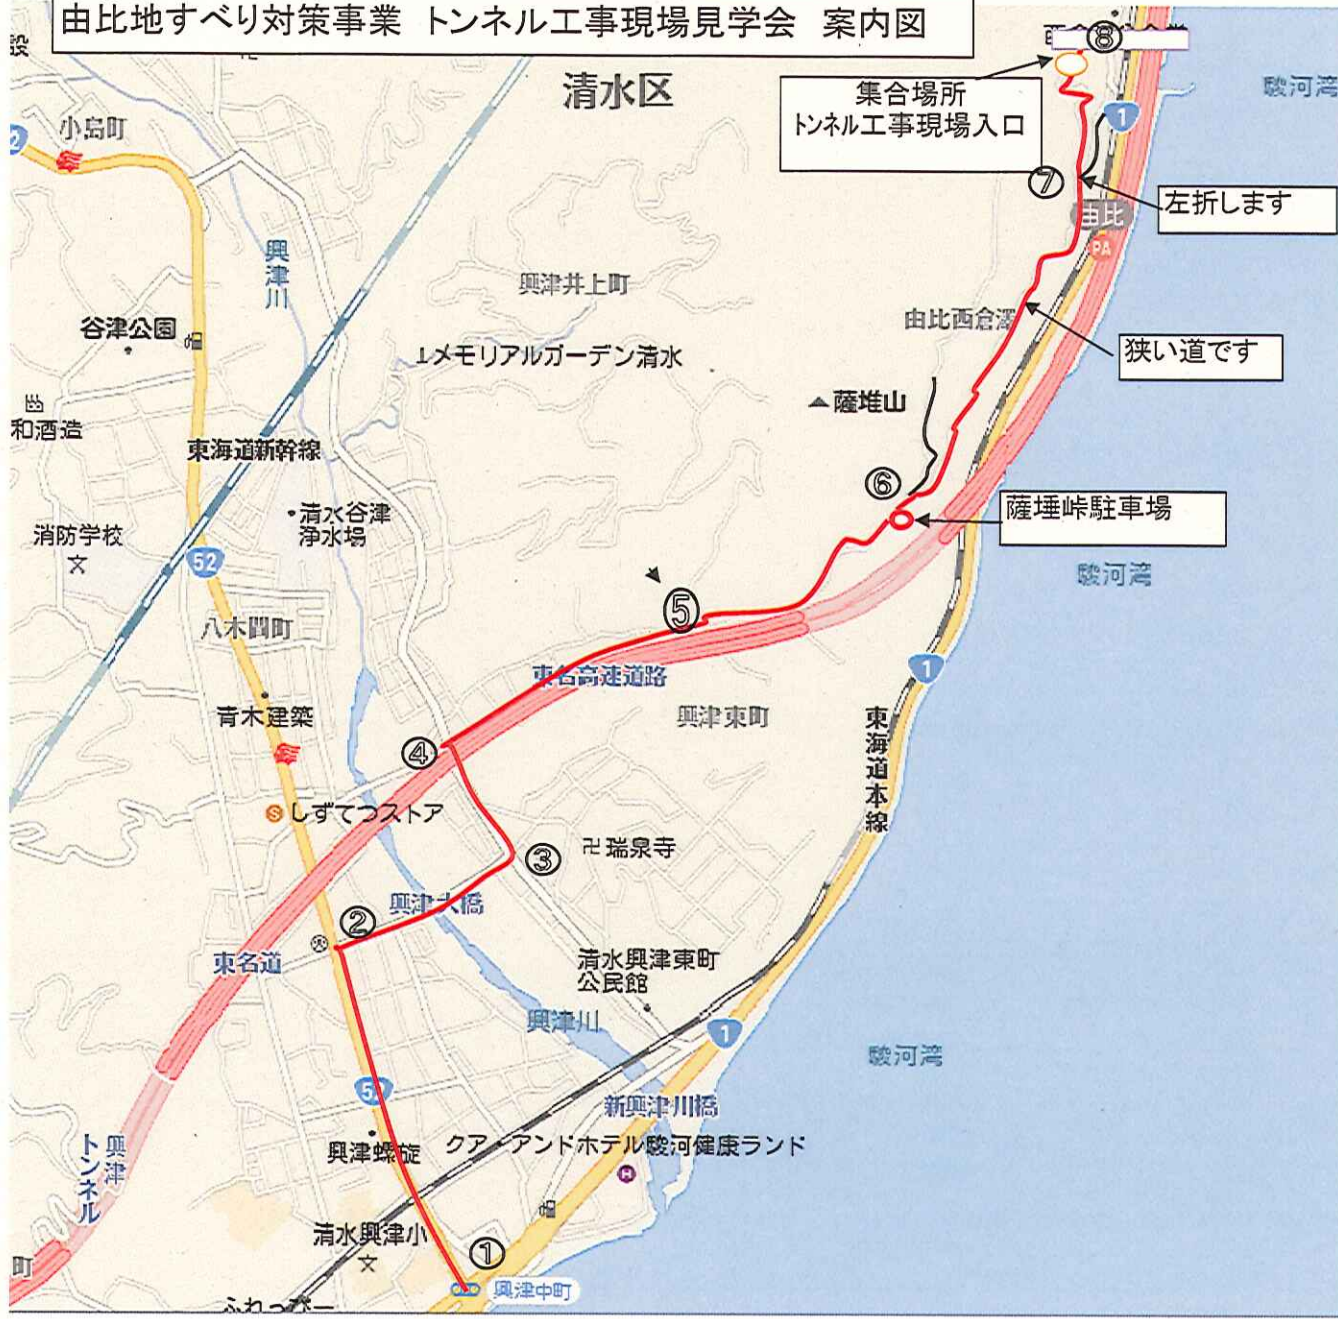 由比地すべり対策事業 トンネル工事現場見学会 案内図
⑧
清水区
駿河湾
集合場所
トンネル工事現場入口
小島町
1
⑦
左折します
由比
PA
興津川
興津井上町
谷津公園
由比西倉澤
狭い道です
メモリアルガーデン清水
薩埵山
和酒造
東海道新幹線
⑥
薩埵峠駐車場
清水谷津
浄水場
消防学校
文
52
駿河湾
⑤
八木間町
1
東名高速道路
興津東町
青木建築
東海道本線
④
S
しずてつストア
卍瑞泉寺
③
興津大橋
②
東名道
清水興津東町
公民館
興津川
1
駿河湾
52
新興津川橋
興津螺旋
クア・アンドホテル駿河健康ランド
H
興津
トンネル
清水興津小
文
①
町
興津中町